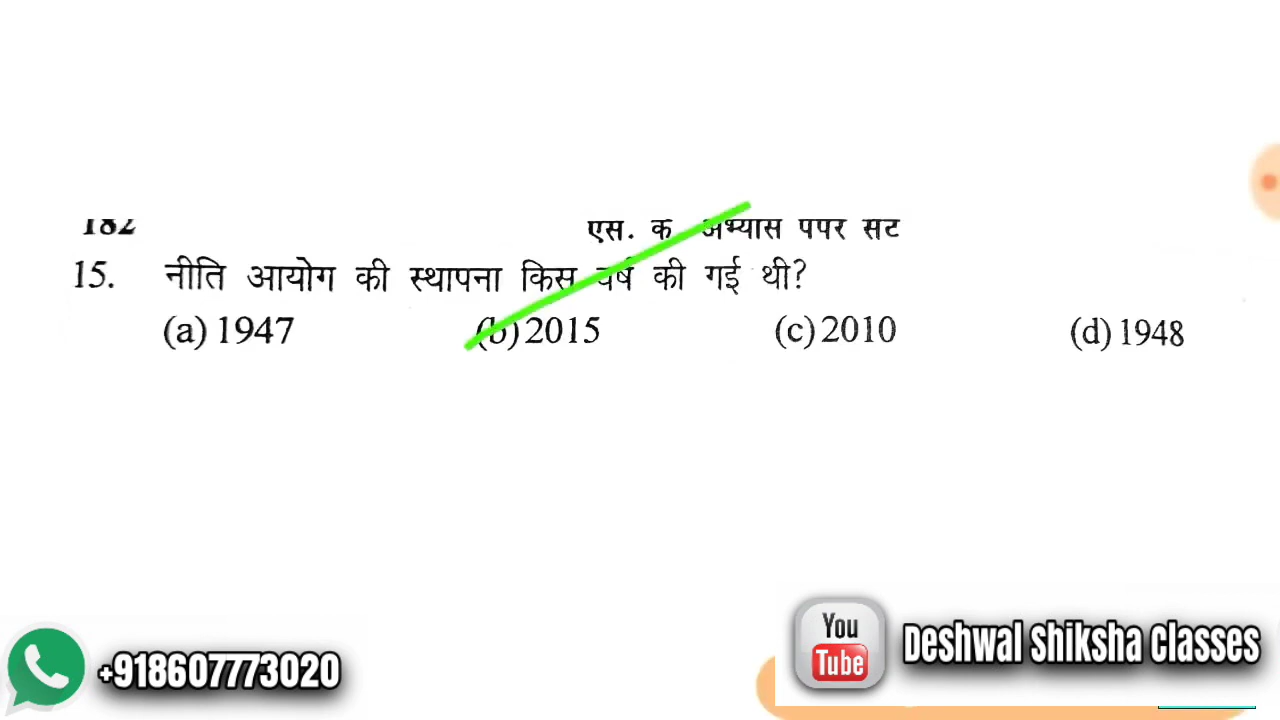 182 एस. क अभ्यास पपर सट
15. नीति आयोग की स्थापना किस वर्ष की गई थी?
(a) 1947 (b) 2015 (c) 2010 (d) 1948
+918607773020
You
Tube
Deshwal Shiksha Classes